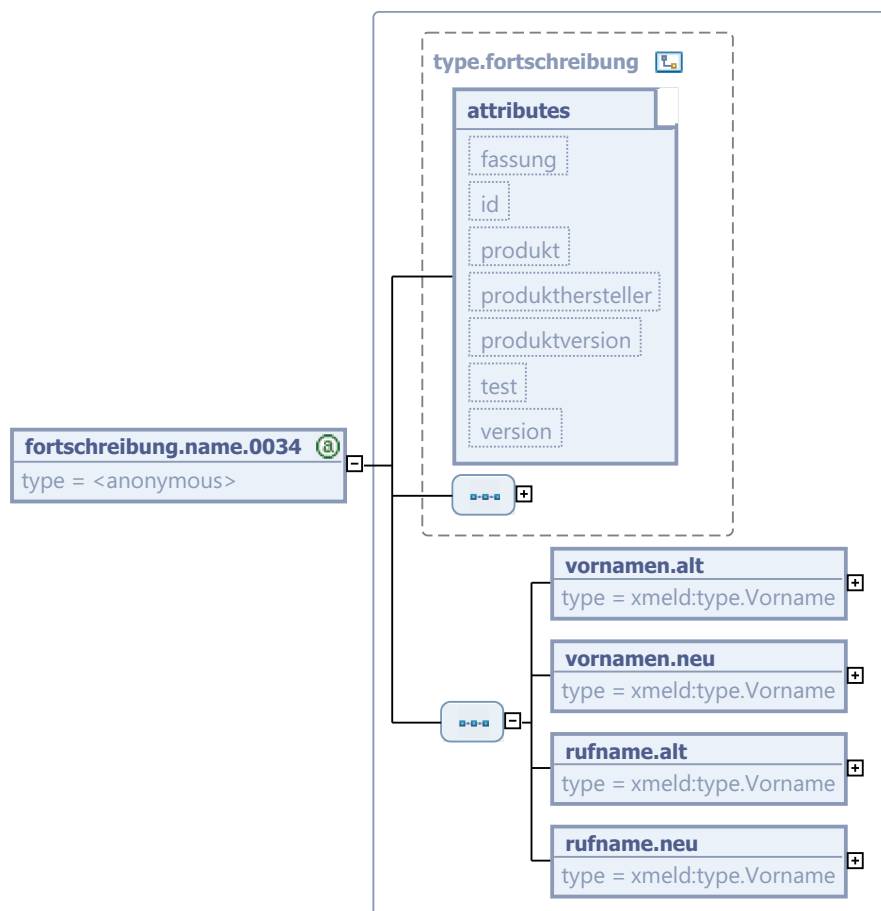 type.fortschreibung
attributes
fassung
id
produkt
produkthersteller
produktversion
test
version
fortschreibung.name.0034 @
type = <anonymous>
vornamen.alt
type = xmeld:type.Vorname
vornamen.neu
type = xmeld:type.Vorname
rufname.alt
type = xmeld:type.Vorname
rufname.neu
type = xmeld:type.Vorname